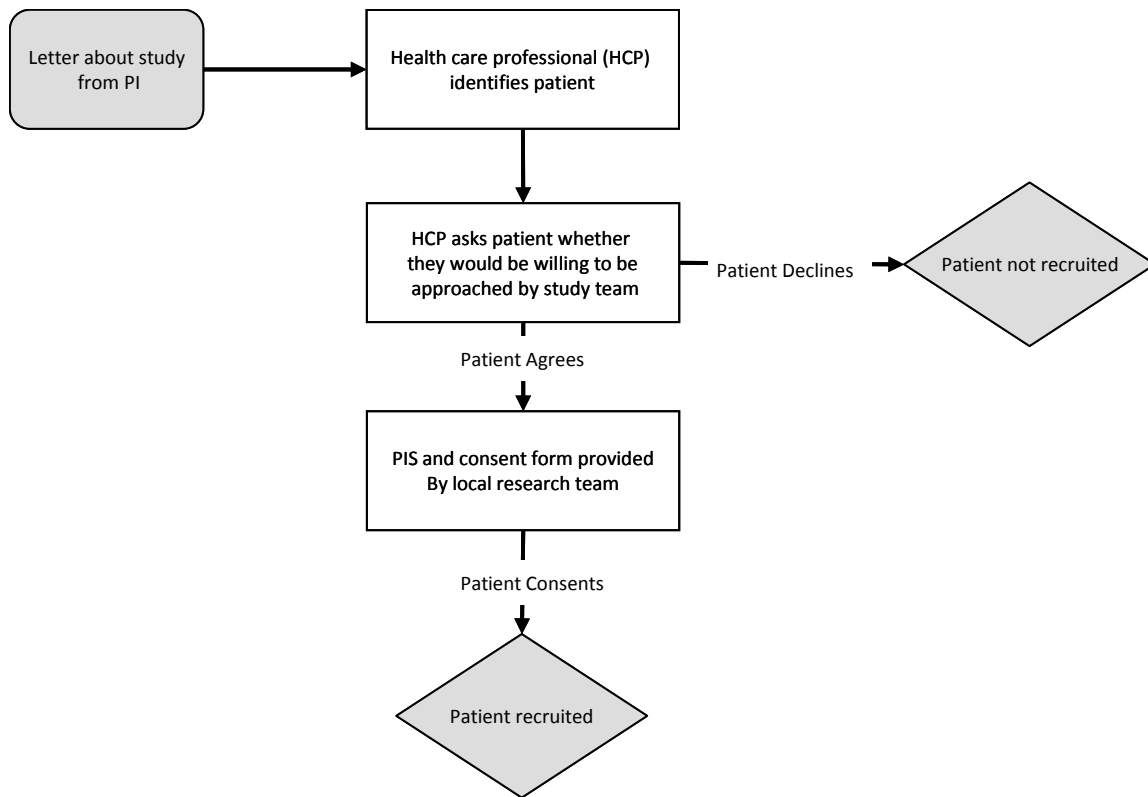 Letter about study
from PI
Health care professional (HCP)
identifies patient
HCP asks patient whether
they would be willing to be
approached by study team
Patient Declines
Patient not recruited
Patient Agrees
PIS and consent form provided
By local research team
Patient Consents
Patient recruited